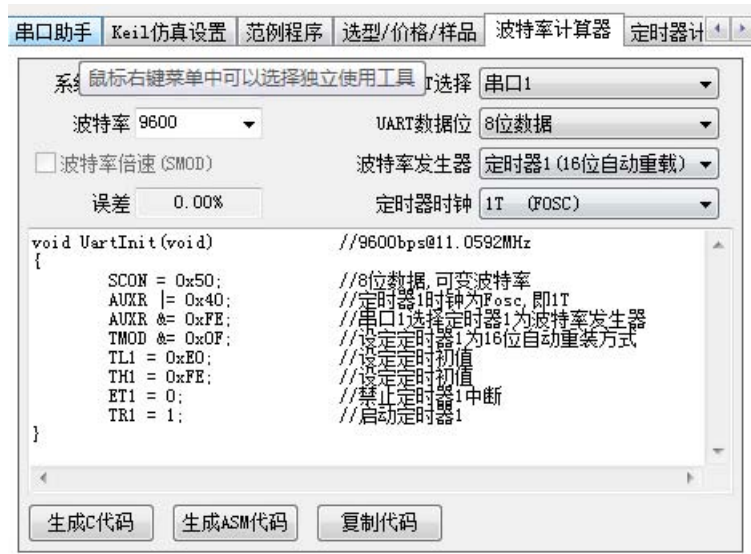 串口助手 Keil仿真设置 范例程序 选型/价格/样品 波特率计算器 定时器计
鼠标右键菜单中可以选择独立使用工具
系 选择 串口1
波特率 9600 UART数据位 8位数据
波特率倍速(SMOD) 波特率发生器 定时器1(16位自动重载)
误差 0.00% 定时器时钟 1T (FOSC)
void UartInit(void) //9600bps@11.0592MHz
{
SCON = 0x50; //8位数据,可变波特率
AUXR |= 0x40; //定时器1时钟为Fosc,即1T
AUXR &= 0xFE; //串口1选择定时器1为波特率发生器
TMOD &= 0x0F; //设定定时器1为16位自动重装方式
TL1 = 0xE0; //设定定时初值
TH1 = 0xFE; //设定定时初值
ET1 = 0; //禁止定时器1中断
TR1 = 1; //启动定时器1
}
生成C代码 生成ASM代码 复制代码